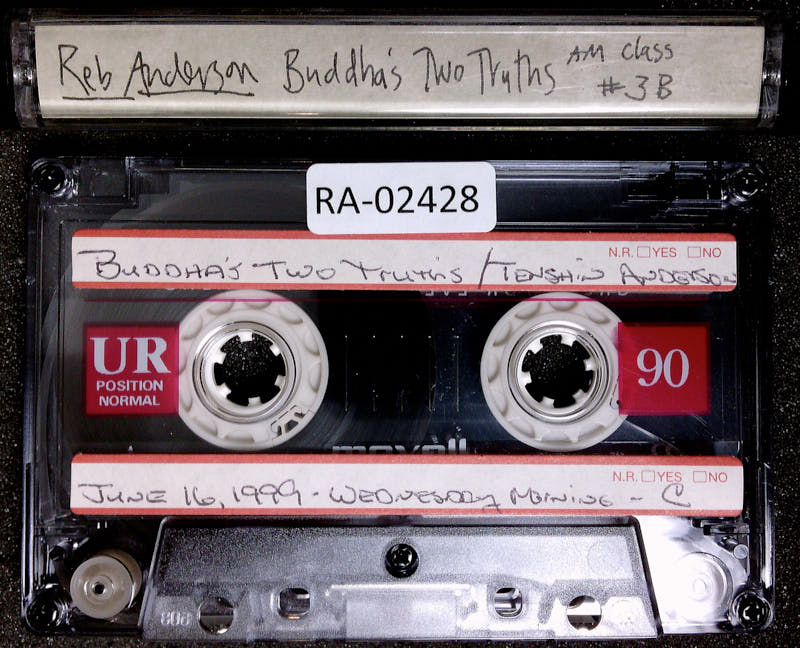 Reb Anderson Buddha's Two Truths AM class
#3B
RA-02428
N.R. □YES □NO
BUDDHA'S TWO TRUTHS / TENSHIN ANDERSON
UR
POSITION
NORMAL
90
maxell
N.R. □YES □NO
JUNE 16, 1999 - WEDNESDAY MORNING - C
808